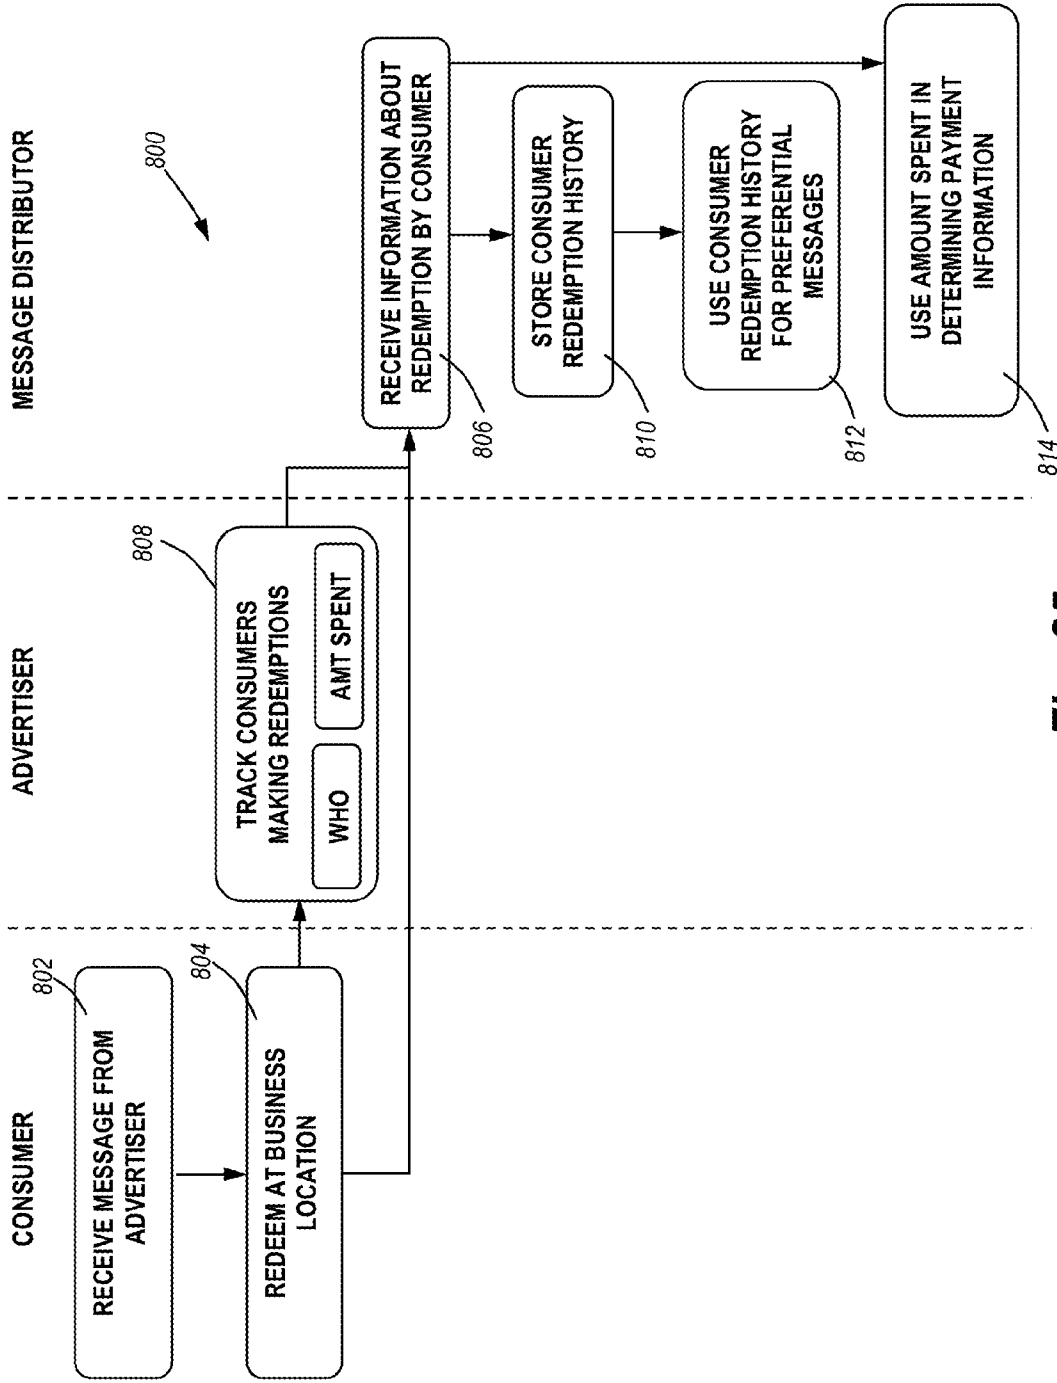 CONSUMER
ADVERTISER
MESSAGE DISTRIBUTOR
800
802
RECEIVE MESSAGE FROM
ADVERTISER
804
REDEEM AT BUSINESS
LOCATION
808
TRACK CONSUMERS
MAKING REDEMPTIONS
WHO
AMT SPENT
RECEIVE INFORMATION ABOUT
REDEMPTION BY CONSUMER
806
STORE CONSUMER
REDEMPTION HISTORY
810
USE CONSUMER
REDEMPTION HISTORY
FOR PREFERENTIAL
MESSAGES
812
USE AMOUNT SPENT IN
DETERMINING PAYMENT
INFORMATION
814